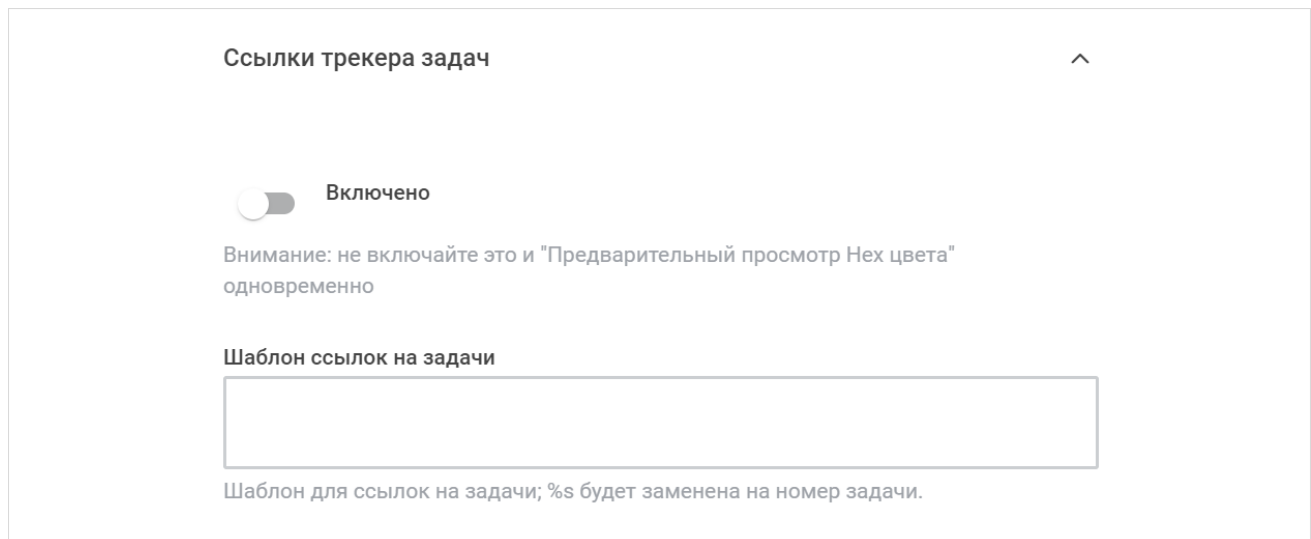 Ссылки трекера задач
Включено
Внимание: не включайте это и "Предварительный просмотр Hex цвета"
одновременно
Шаблон ссылок на задачи
Шаблон для ссылок на задачи; %s будет заменена на номер задачи.